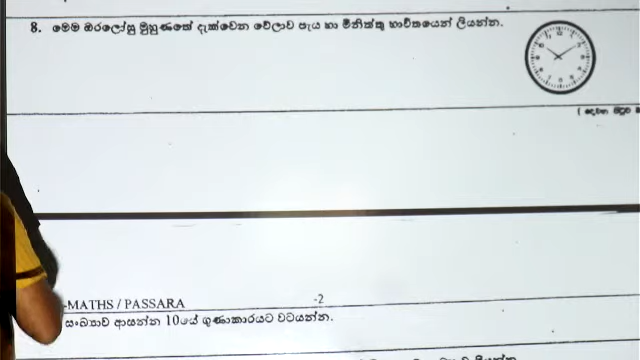 8. මෙම ඔරලෝසු මුහුණතේ දැක්වෙන වේලාව පැය හා මිනිත්තු භාවිතයෙන් ලියන්න.
-MATHS / PASSARA -2
සංඛ්‍යාව ආසන්න 10යේ ගුණාකාරයට වටයන්න.